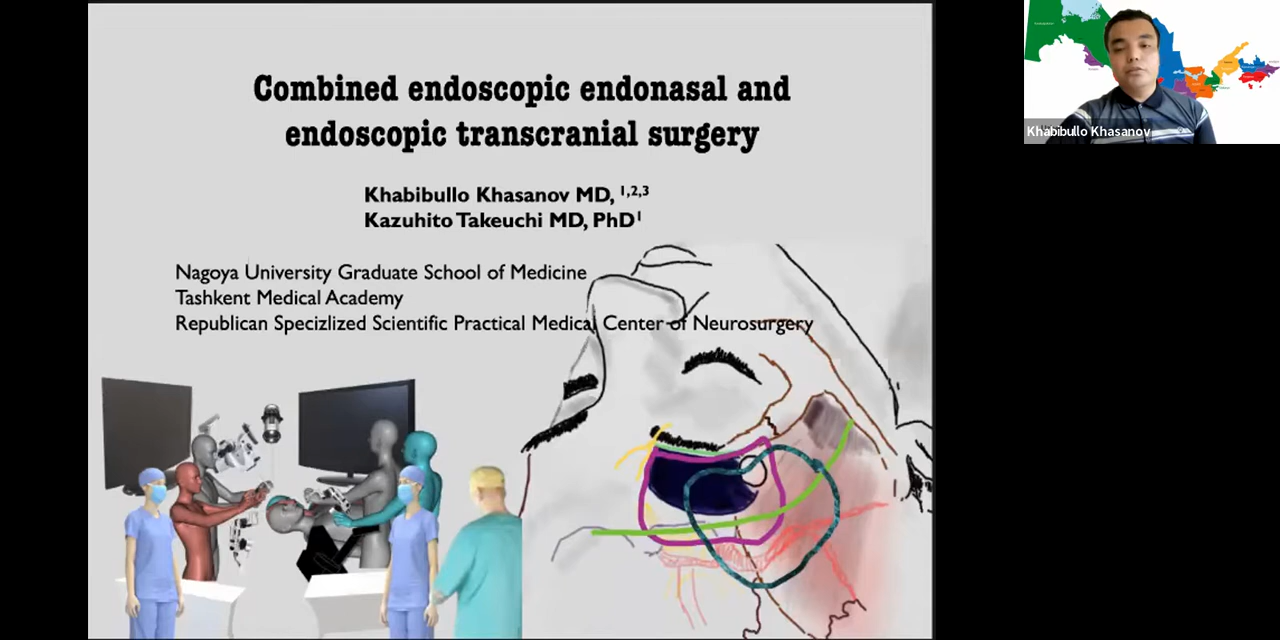 Combined endoscopic endonasal and
endoscopic transcranial surgery
Khabibullo Khasanov MD, 1,2,3
Kazuhito Takeuchi MD, PhD1
Nagoya University Graduate School of Medicine
Tashkent Medical Academy
Republican Specizlized Scientific Practical Medical Center of Neurosurgery
Khabibullo Khasanov